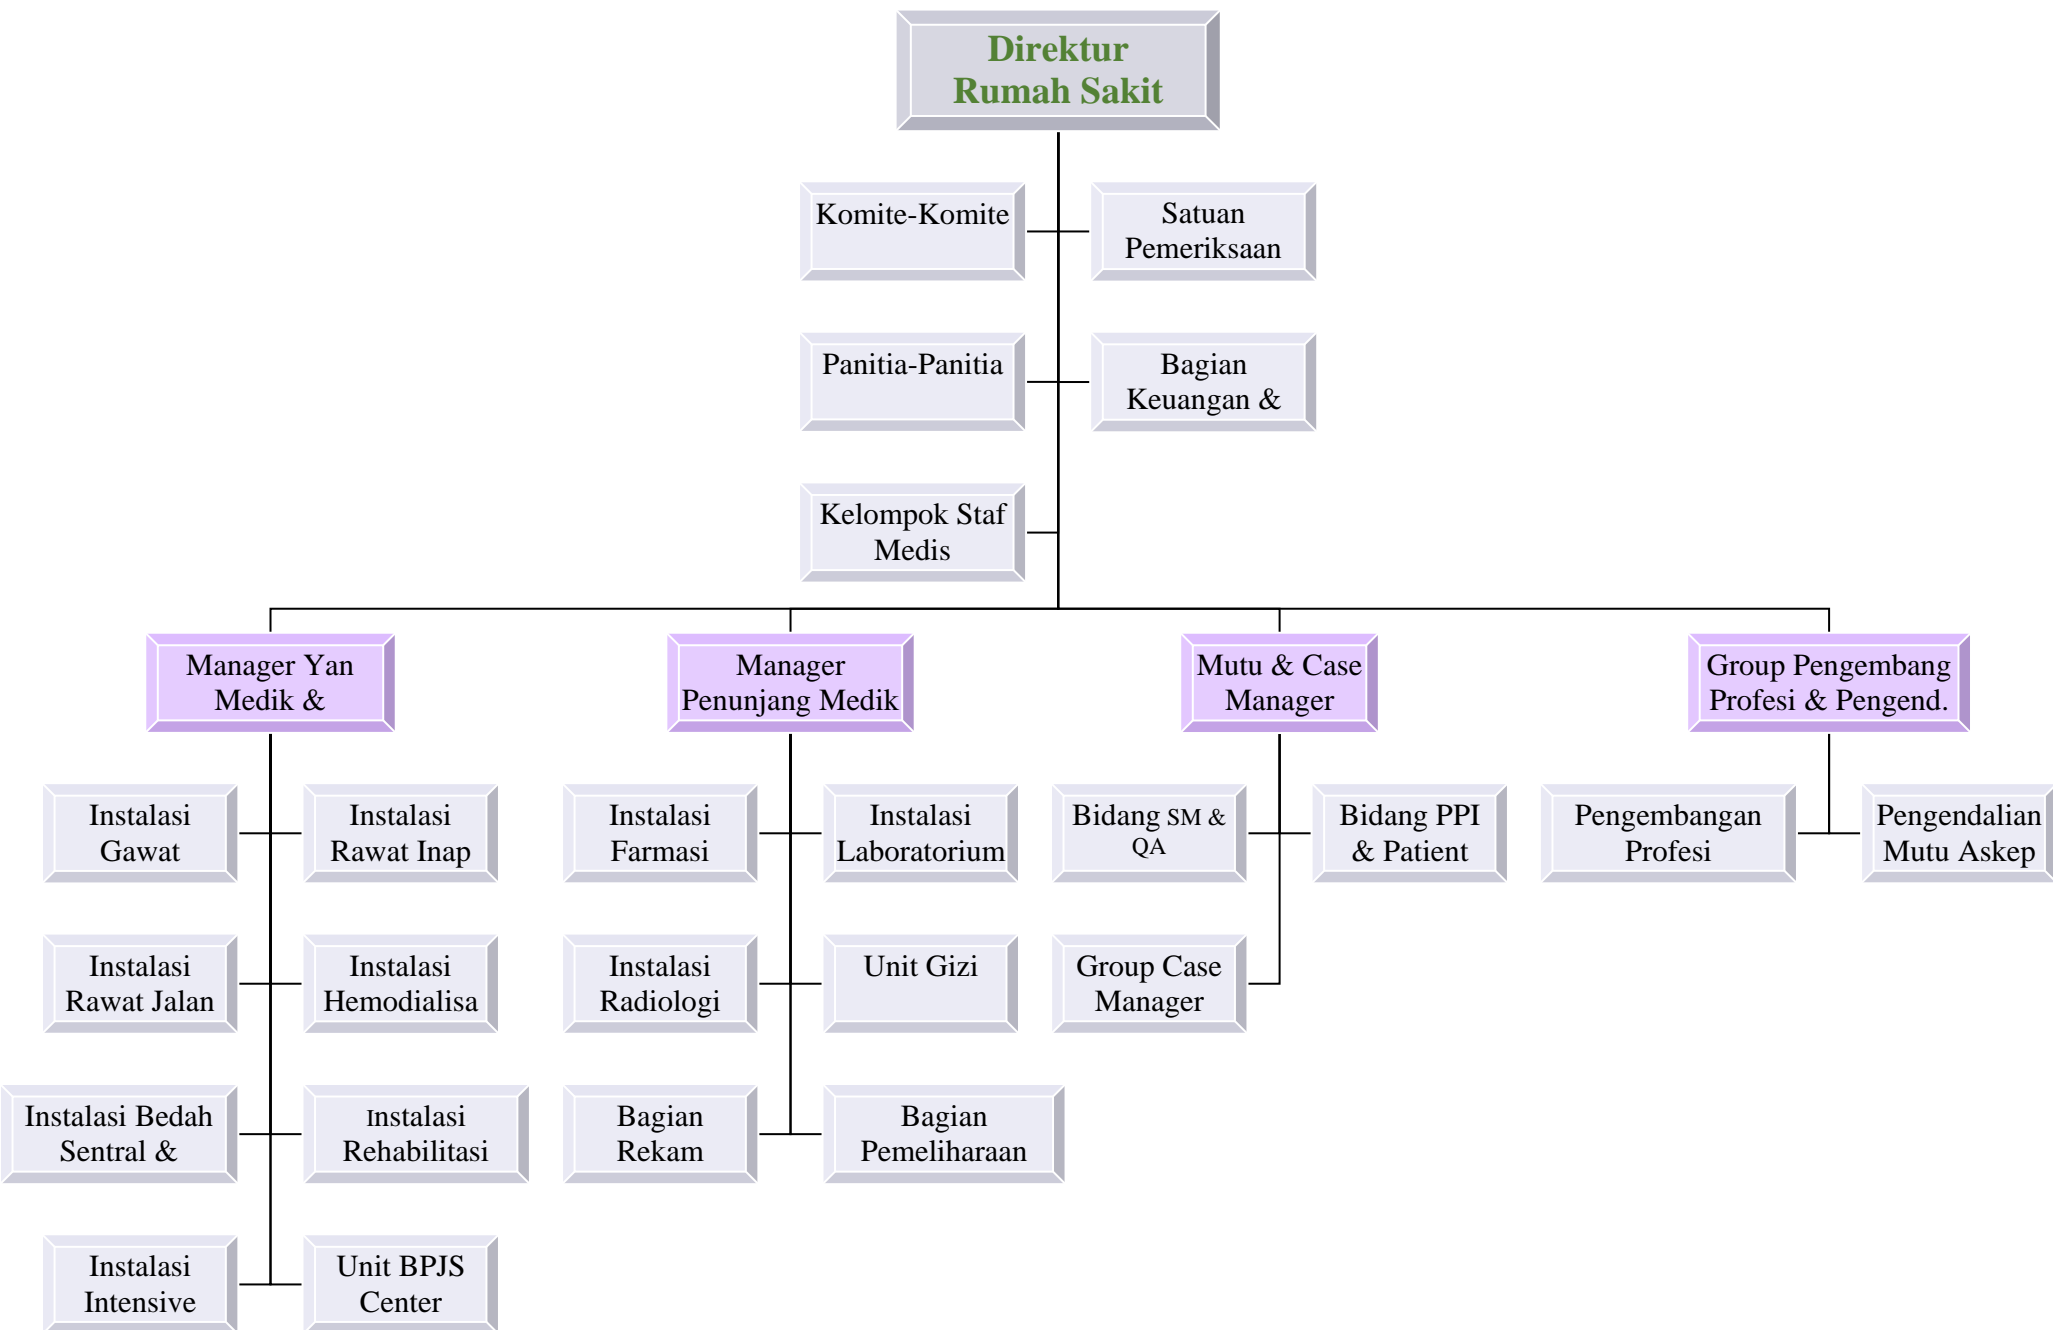 Direktur
Rumah Sakit
Komite-Komite
Satuan
Pemeriksaan
Panitia-Panitia
Bagian
Keuangan &
Kelompok Staf
Medis
Manager Yan
Medik &
Manager
Penunjang Medik
Mutu & Case
Manager
Group Pengembang
Profesi & Pengend.
Instalasi
Gawat
Instalasi
Rawat Inap
Instalasi
Farmasi
Instalasi
Laboratorium
Bidang SM &
QA
Bidang PPI
& Patient
Pengembangan
Profesi
Pengendalian
Mutu Askep
Instalasi
Rawat Jalan
Instalasi
Hemodialisa
Instalasi
Radiologi
Unit Gizi
Group Case
Manager
Instalasi Bedah
Sentral &
Instalasi
Rehabilitasi
Bagian
Rekam
Bagian
Pemeliharaan
Instalasi
Intensive
Unit BPJS
Center